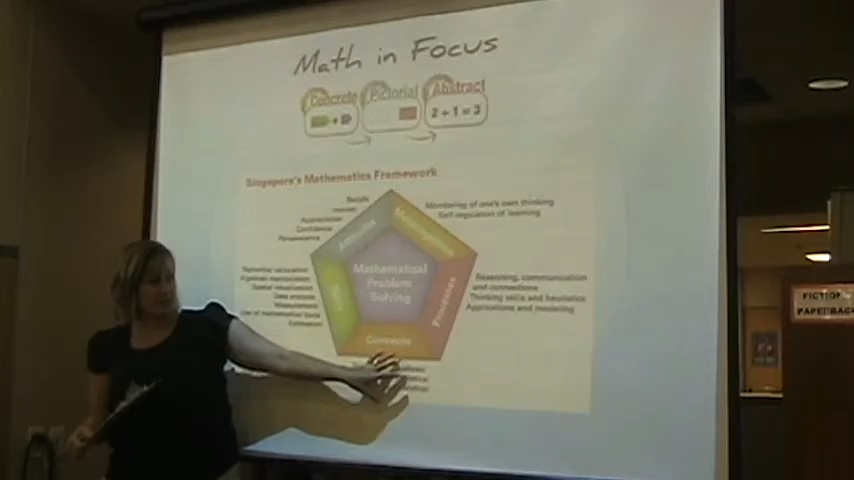 Math in Focus
Concrete
Pictorial
Abstract
2 + 1 = 3
Singapore's Mathematics Framework
Beliefs
Interest
Appreciation
Confidence
Perseverance
Monitoring of one's own thinking
Self-regulation of learning
Attitudes
Metacognition
Mathematical
Problem
Solving
Processes
Concepts
Numerical calculation
Algebraic manipulation
Spatial visualization
Data analysis
Measurement
Use of mathematical tools
Estimation
Reasoning, communication
and connections
Thinking skills and heuristics
Applications and modeling
FICTION
PAPERBACK